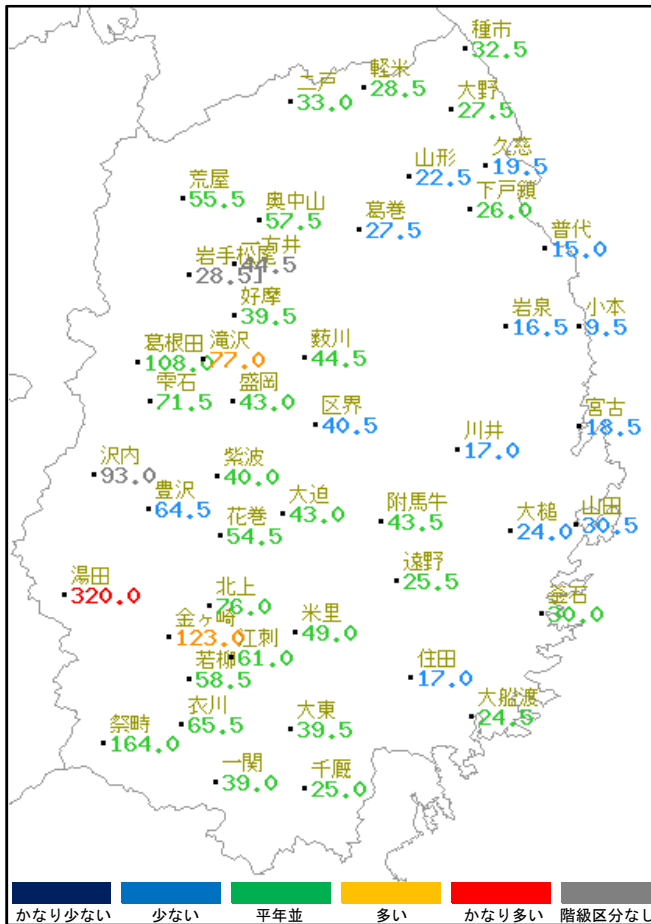 種市
32.5
軽米
28.5
二戸
33.0
大野
27.5
久慈
19.5
山形
22.5
荒屋
55.5
下戸鎖
26.0
奥中山
57.5
葛巻
27.5
普代
15.0
一方井
44.5
岩手松尾
28.5]
好摩
39.5
岩泉
16.5
小本
9.5
葛根田
108.0
滝沢
77.0
薮川
44.5
雫石
71.5
盛岡
43.0
区界
40.5
宮古
18.5
川井
17.0
沢内
93.0
紫波
40.0
豊沢
64.5
大迫
43.0
附馬牛
43.5
山田
30.5
大槌
24.0
花巻
54.5
遠野
25.5
湯田
320.0
北上
76.0
釜石
30.0
金ヶ崎
123.0
米里
49.0
江刺
61.0
若柳
58.5
住田
17.0
大船渡
24.5
衣川
65.5
大東
39.5
祭畤
164.0
一関
39.0
千厩
25.0
かなり少ない 少ない 平年並 多い かなり多い 階級区分なし